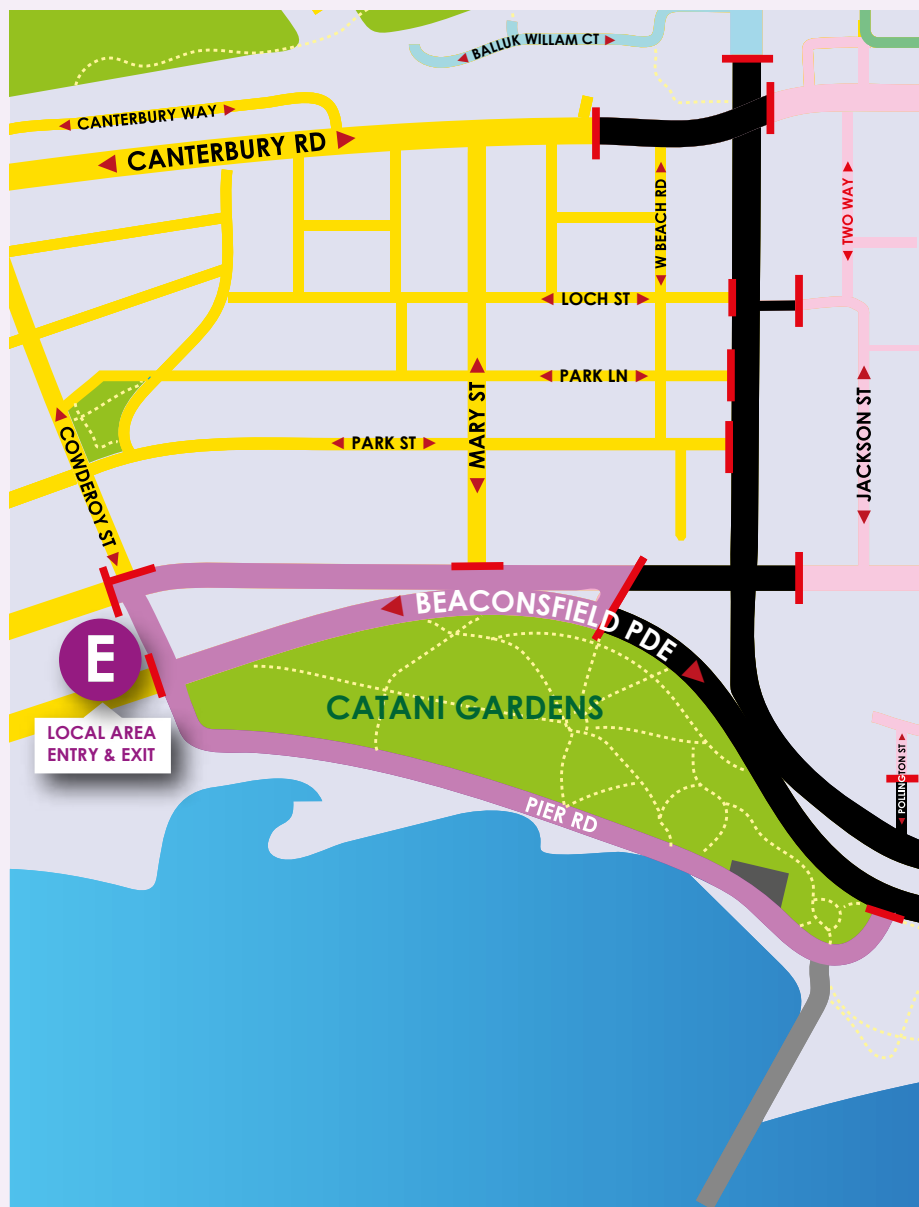 BALLUK WILLAM CT
CANTERBURY WAY
CANTERBURY RD
W BEACH RD
TWO WAY
LOCH ST
PARK LN
MARY ST
JACKSON ST
PARK ST
COWDEROY ST
BEACONSFIELD PDE
E
CATANI GARDENS
LOCAL AREA
ENTRY & EXIT
POLLINGTON ST
PIER RD